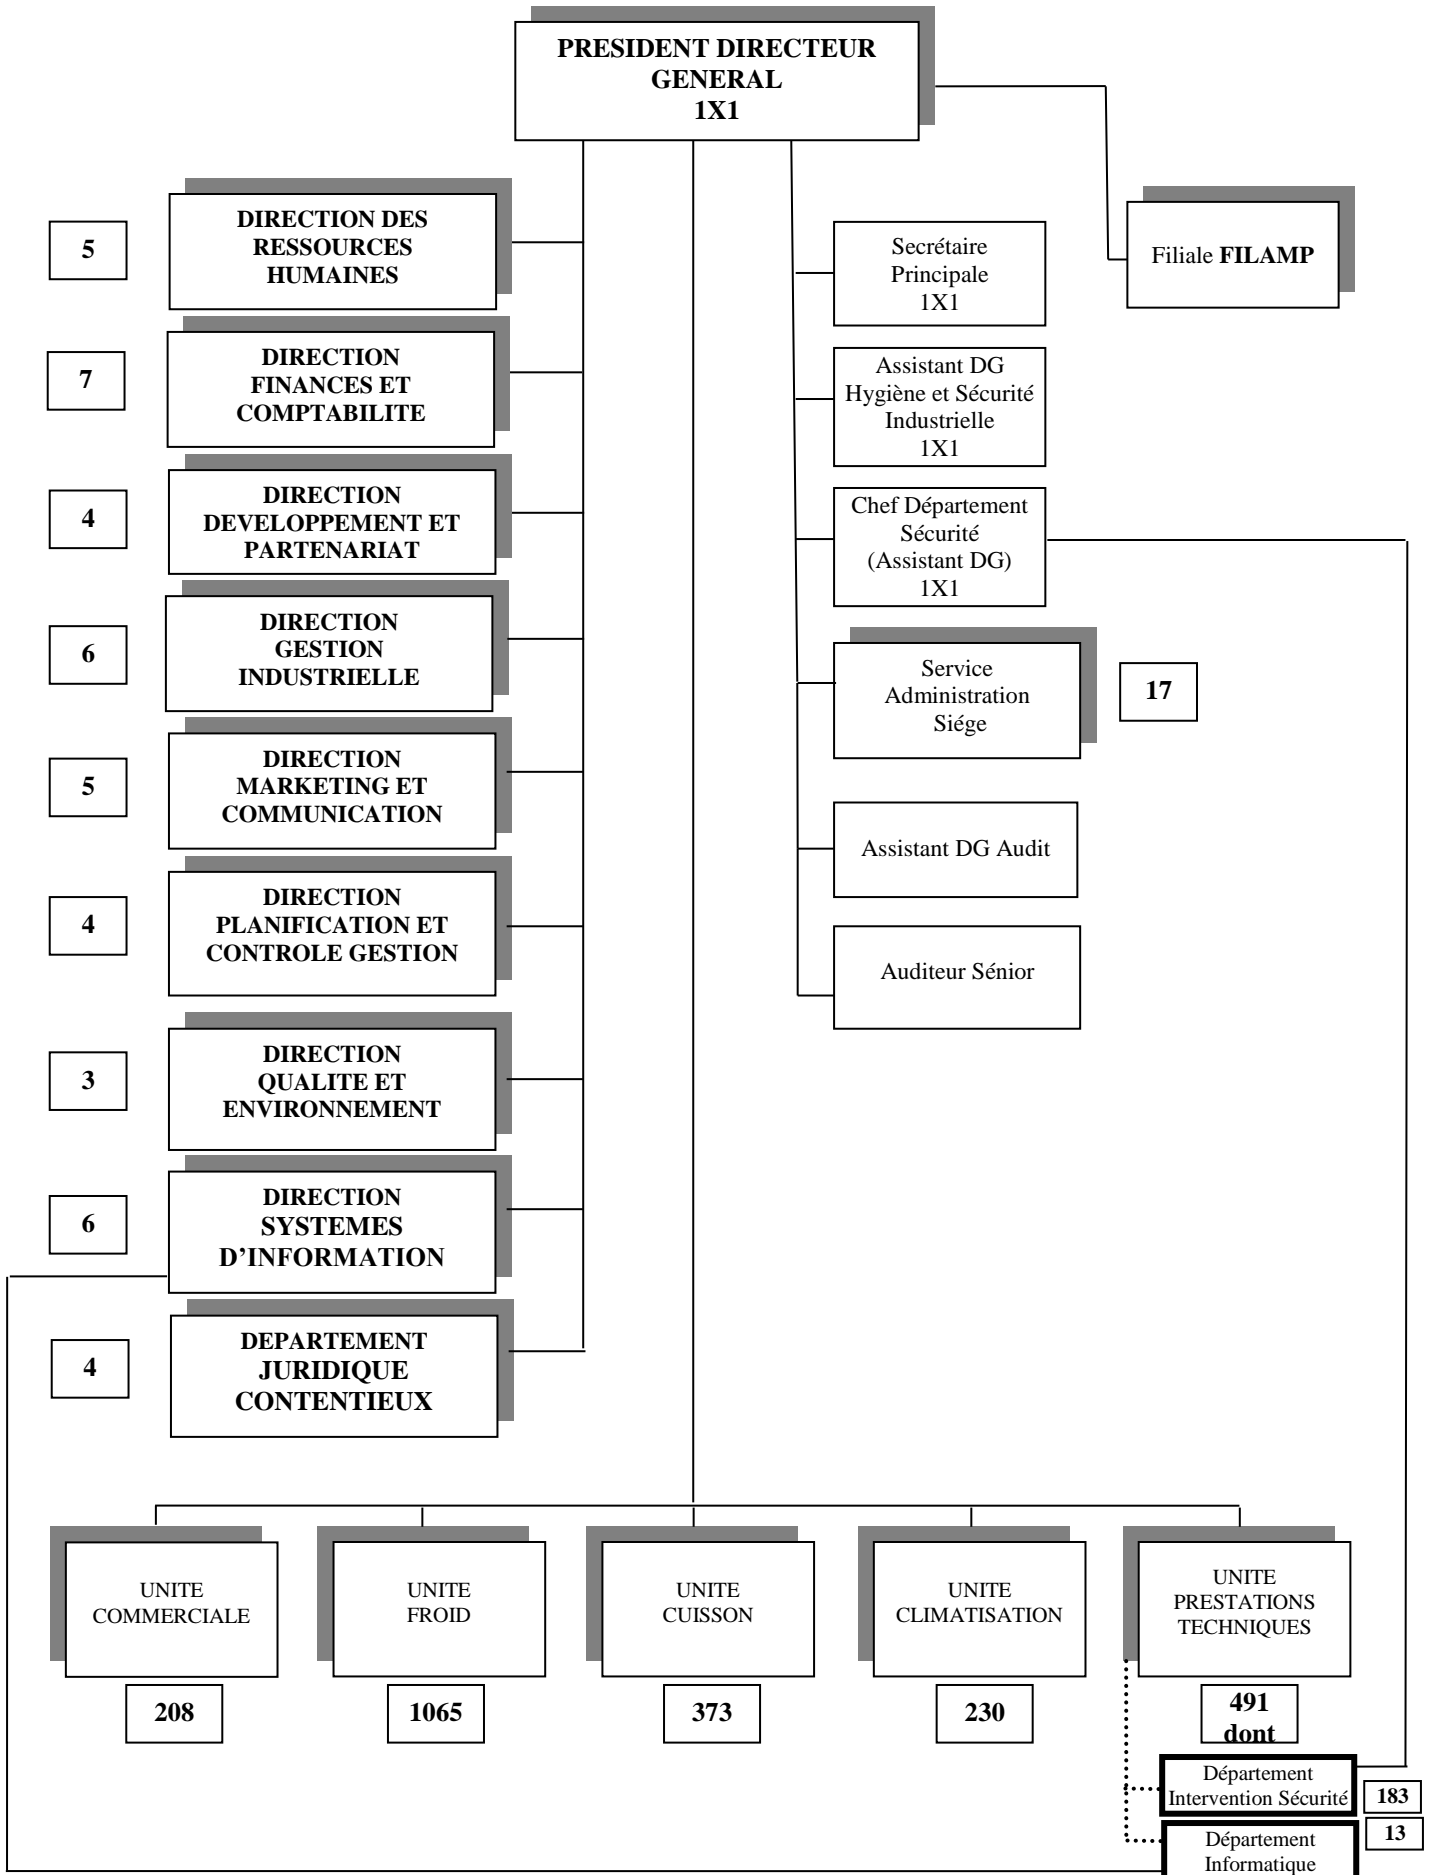 PRESIDENT DIRECTEUR
GENERAL
1X1
5
DIRECTION DES
RESSOURCES
HUMAINES
7
DIRECTION
FINANCES ET
COMPTABILITE
4
DIRECTION
DEVELOPPEMENT ET
PARTENARIAT
6
DIRECTION
GESTION
INDUSTRIELLE
5
DIRECTION
MARKETING ET
COMMUNICATION
4
DIRECTION
PLANIFICATION ET
CONTROLE GESTION
3
DIRECTION
QUALITE ET
ENVIRONNEMENT
6
DIRECTION
SYSTEMES
D’INFORMATION
4
DEPARTEMENT
JURIDIQUE
CONTENTIEUX
Secrétaire
Principale
1X1
Assistant DG
Hygiène et Sécurité
Industrielle
1X1
Chef Département
Sécurité
(Assistant DG)
1X1
Service
Administration
Siége
17
Assistant DG Audit
Auditeur Sénior
Filiale FILAMP
UNITE
COMMERCIALE
208
UNITE
FROID
1065
UNITE
CUISSON
373
UNITE
CLIMATISATION
230
UNITE
PRESTATIONS
TECHNIQUES
491
dont
Département
Intervention Sécurité
183
Département
Informatique
13